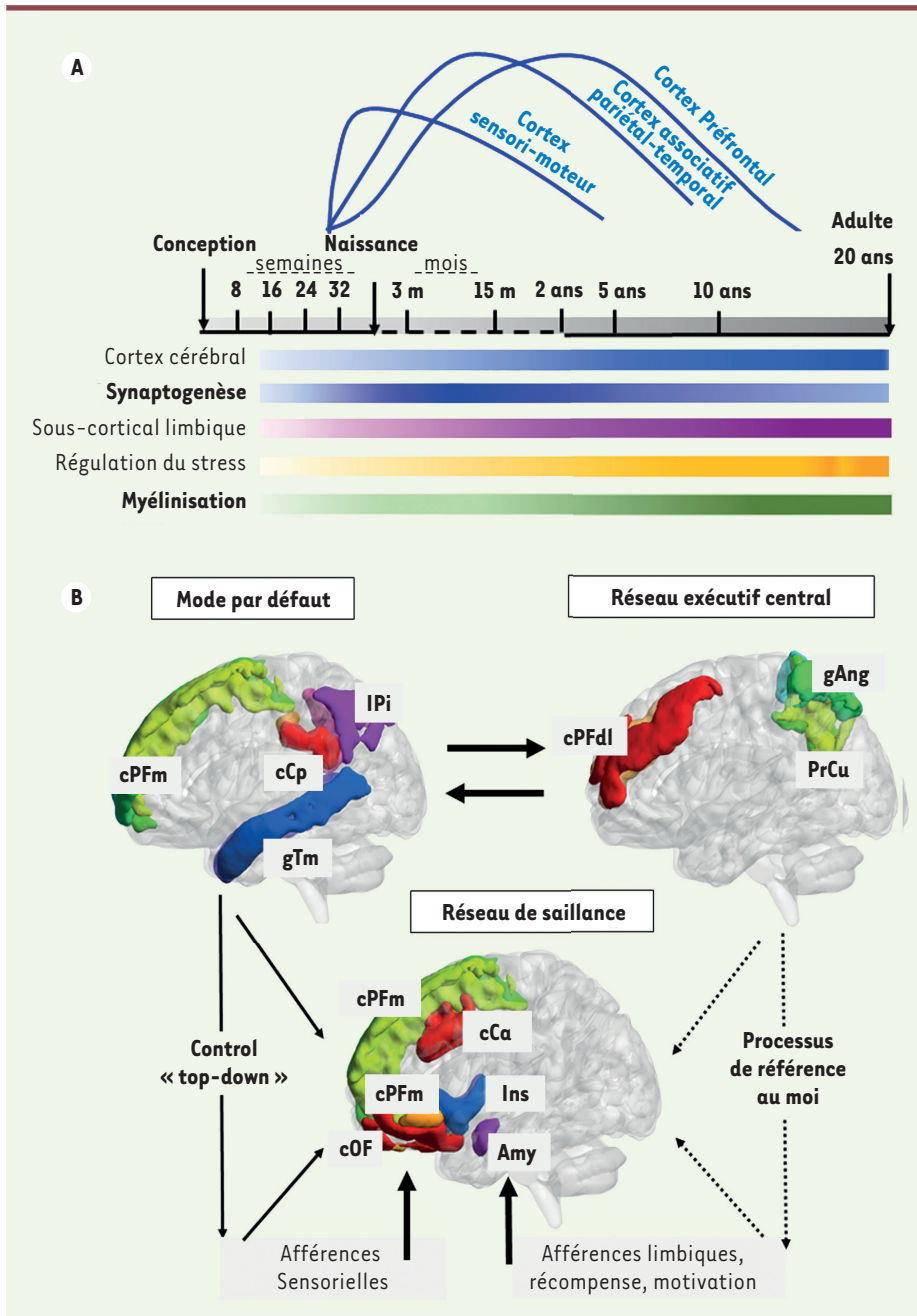 A
Cortex Préfrontal
Cortex associatif
pariétal-temporal
Cortex
sensori-moteur
Conception
Naissance
Adulte
semaines
mois
20 ans
8 16 24 32 3 m 15 m 2 ans 5 ans 10 ans
Cortex cérébral
Synaptogenèse
Sous-cortical limbique
Régulation du stress
Myélinisation
B
Mode par défaut
Réseau exécutif central
cPFm
cCp
IPi
gTm
cPFdl
gAng
PrCu
Réseau de saillance
cPFm
cCa
cPFm
Ins
cOF
Amy
Control
« top-down »
Processus
de référence
au moi
Afférences
Sensorielles
Afférences limbiques,
récompense, motivation